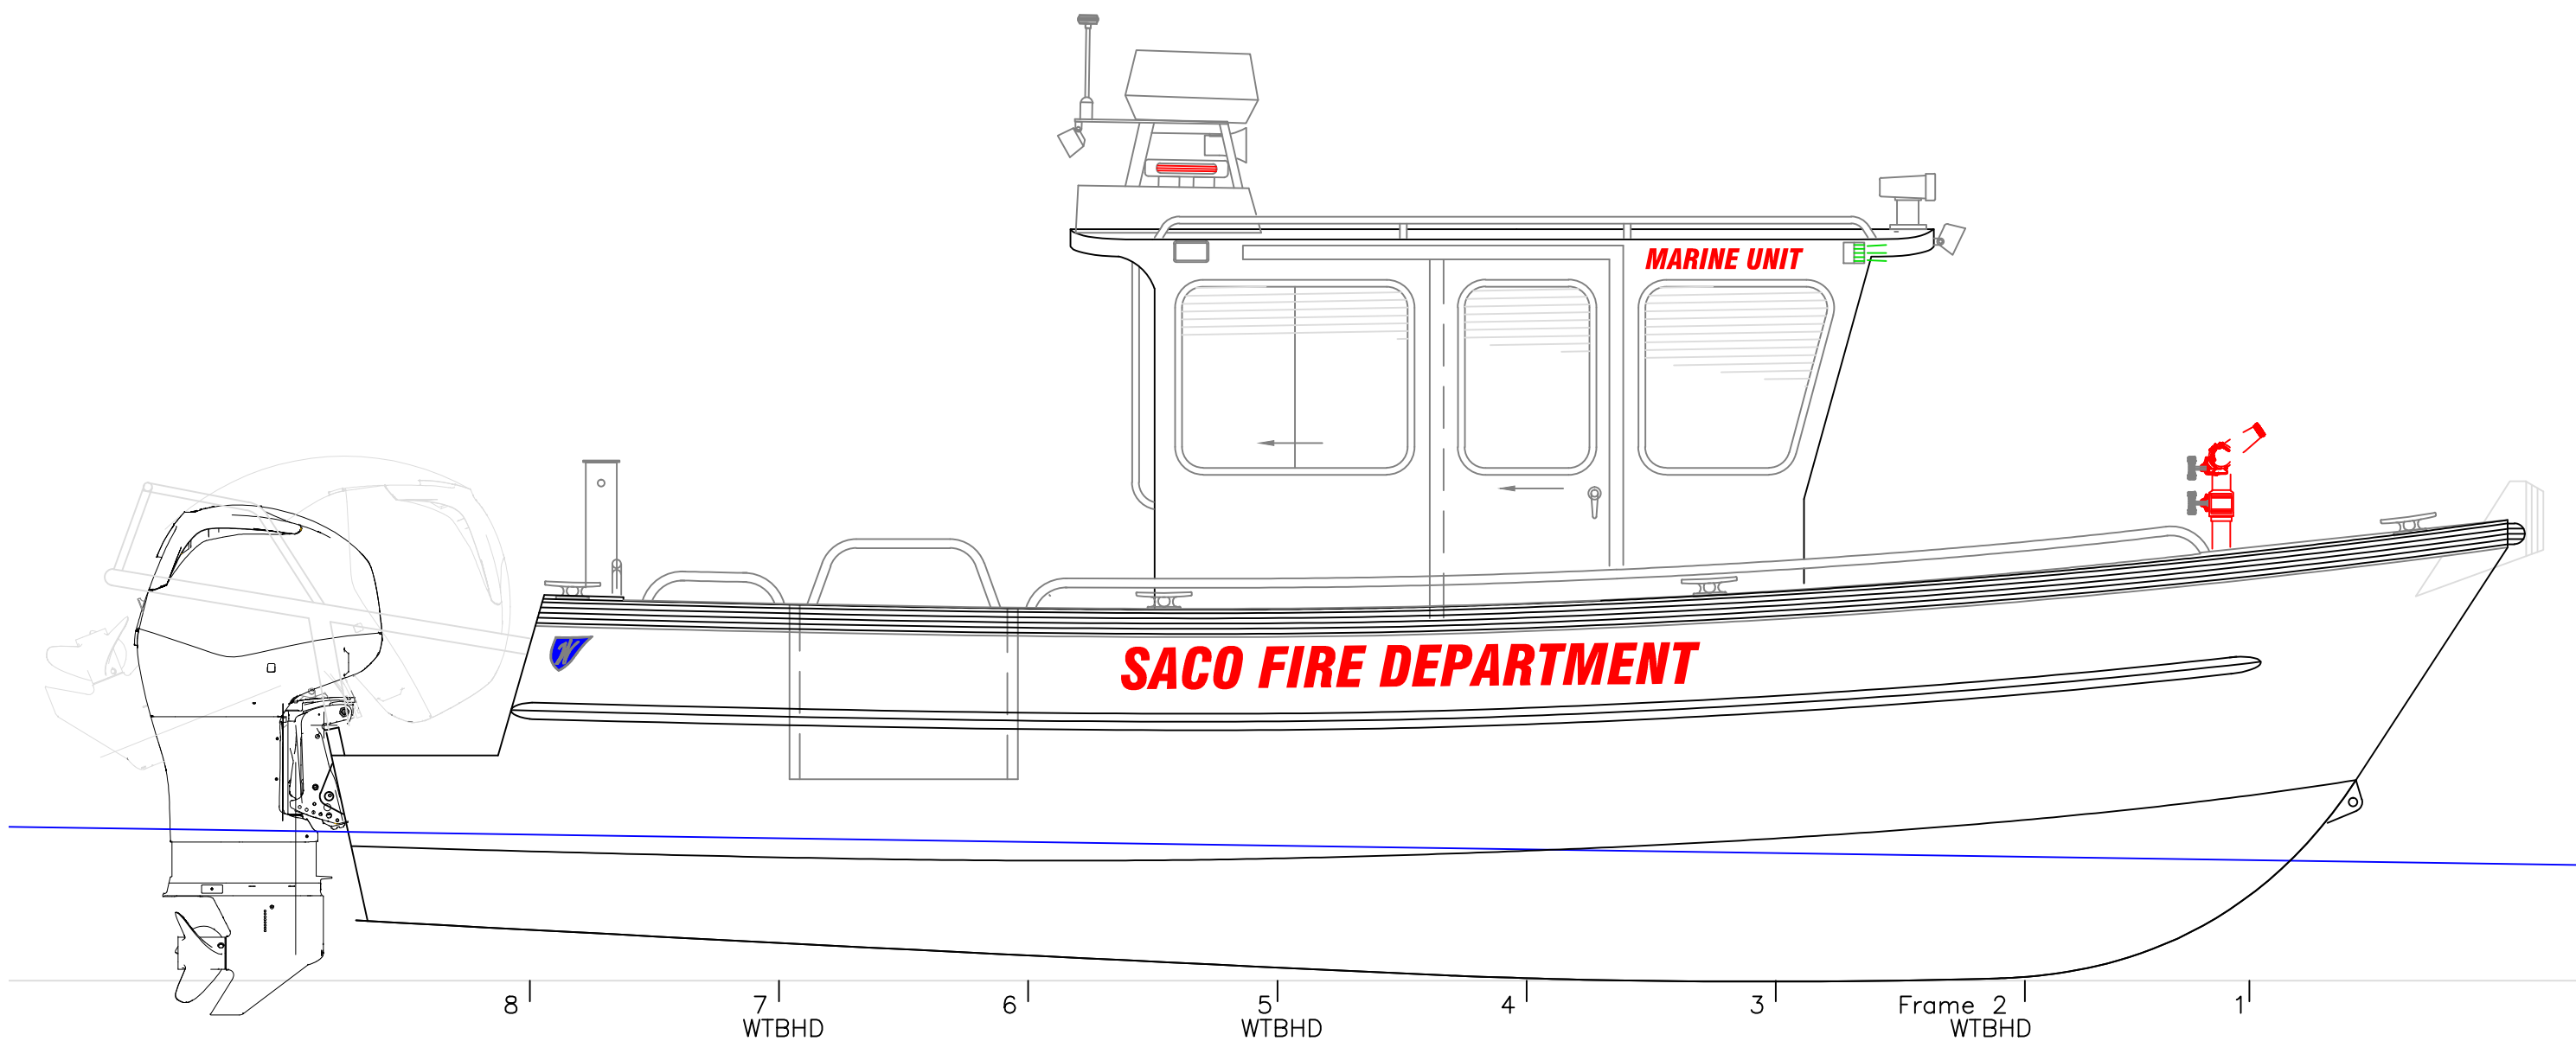 MARINE UNIT
SACO FIRE DEPARTMENT
W
8 7 6 5 4 3 Frame 2 1
WTBHD WTBHD WTBHD